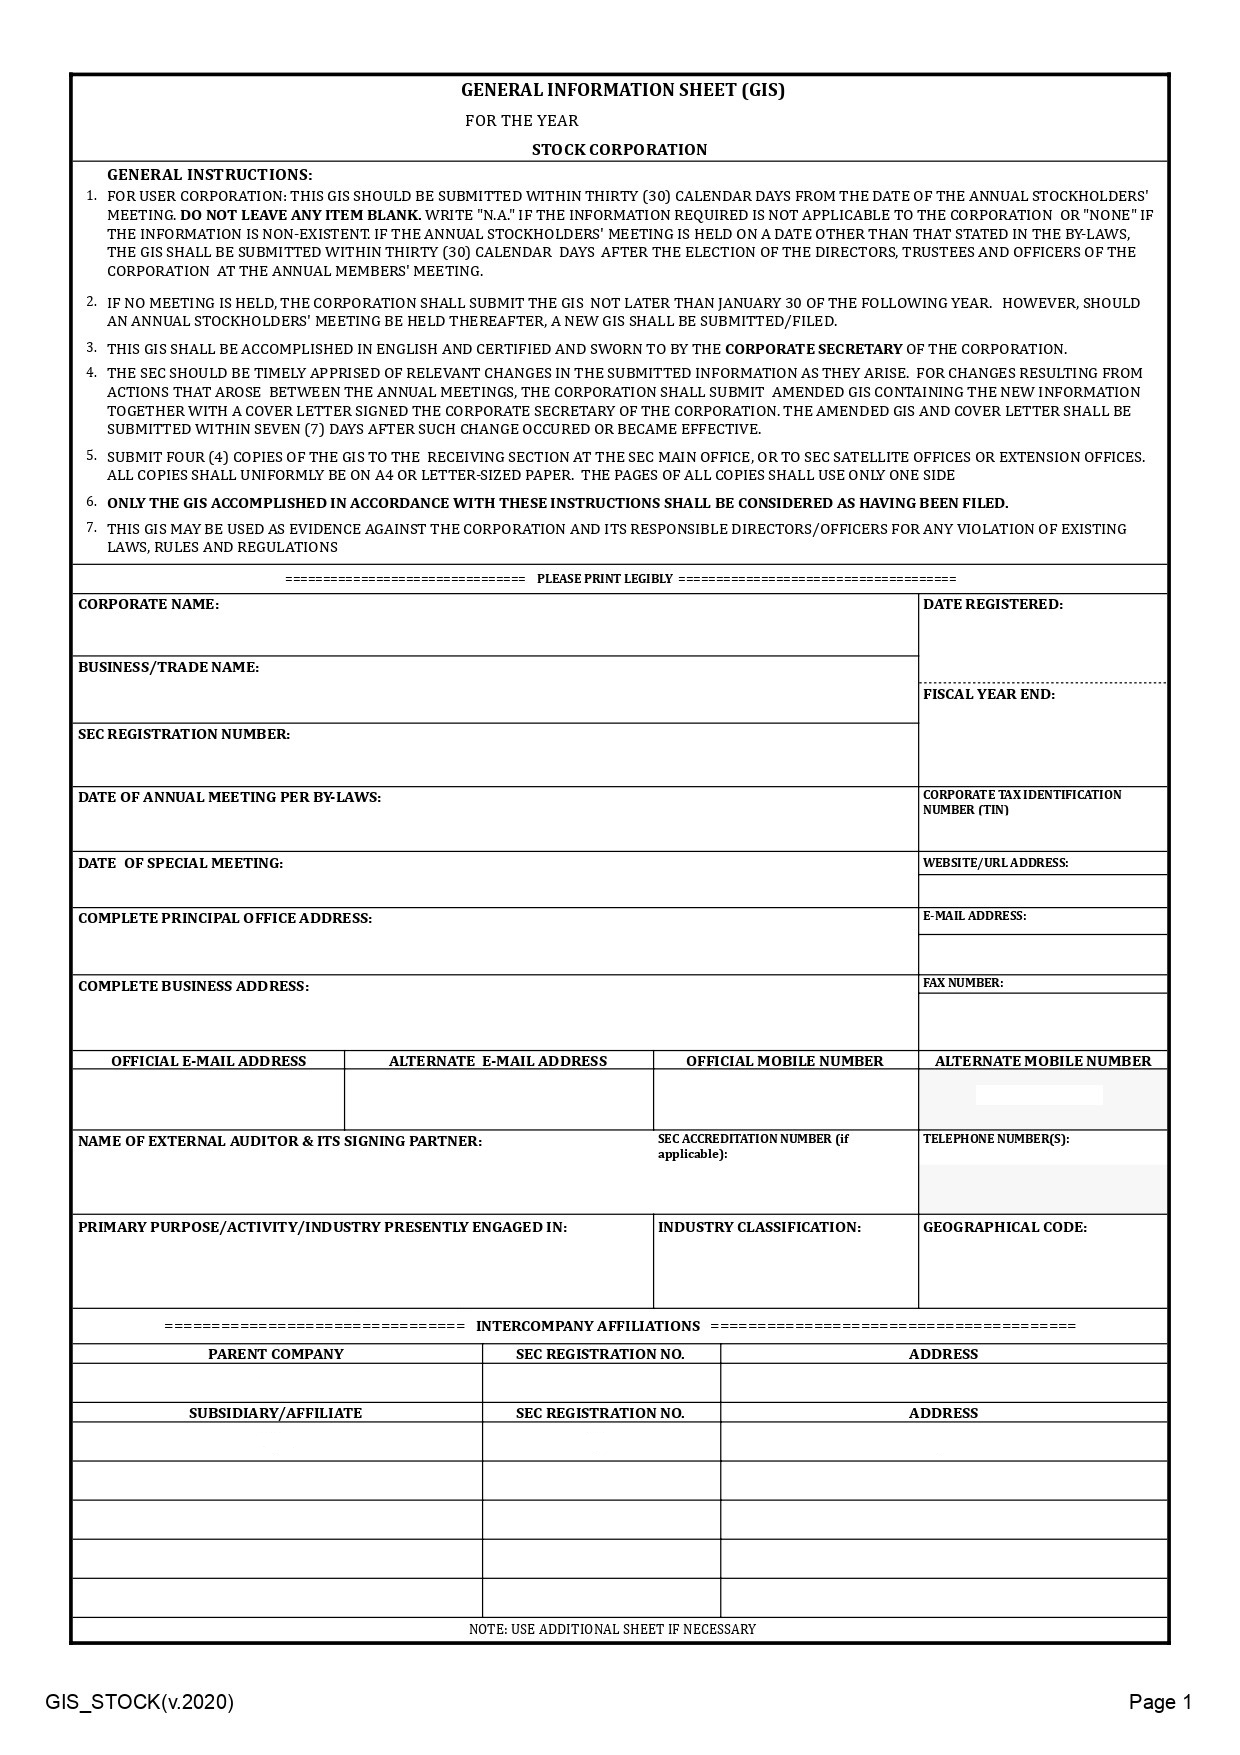 GENERAL INFORMATION SHEET (GIS)
FOR THE YEAR
STOCK CORPORATION
GENERAL INSTRUCTIONS:
1. FOR USER CORPORATION: THIS GIS SHOULD BE SUBMITTED WITHIN THIRTY (30) CALENDAR DAYS FROM THE DATE OF THE ANNUAL STOCKHOLDERS'
MEETING. DO NOT LEAVE ANY ITEM BLANK. WRITE "N.A." IF THE INFORMATION REQUIRED IS NOT APPLICABLE TO THE CORPORATION OR "NONE" IF
THE INFORMATION IS NON-EXISTENT. IF THE ANNUAL STOCKHOLDERS' MEETING IS HELD ON A DATE OTHER THAN THAT STATED IN THE BY-LAWS,
THE GIS SHALL BE SUBMITTED WITHIN THIRTY (30) CALENDAR DAYS AFTER THE ELECTION OF THE DIRECTORS, TRUSTEES AND OFFICERS OF THE
CORPORATION AT THE ANNUAL MEMBERS' MEETING.
2. IF NO MEETING IS HELD, THE CORPORATION SHALL SUBMIT THE GIS NOT LATER THAN JANUARY 30 OF THE FOLLOWING YEAR. HOWEVER, SHOULD
AN ANNUAL STOCKHOLDERS' MEETING BE HELD THEREAFTER, A NEW GIS SHALL BE SUBMITTED/FILED.
3. THIS GIS SHALL BE ACCOMPLISHED IN ENGLISH AND CERTIFIED AND SWORN TO BY THE CORPORATE SECRETARY OF THE CORPORATION.
4. THE SEC SHOULD BE TIMELY APPRISED OF RELEVANT CHANGES IN THE SUBMITTED INFORMATION AS THEY ARISE. FOR CHANGES RESULTING FROM
ACTIONS THAT AROSE BETWEEN THE ANNUAL MEETINGS, THE CORPORATION SHALL SUBMIT AMENDED GIS CONTAINING THE NEW INFORMATION
TOGETHER WITH A COVER LETTER SIGNED THE CORPORATE SECRETARY OF THE CORPORATION. THE AMENDED GIS AND COVER LETTER SHALL BE
SUBMITTED WITHIN SEVEN (7) DAYS AFTER SUCH CHANGE OCCURED OR BECAME EFFECTIVE.
5. SUBMIT FOUR (4) COPIES OF THE GIS TO THE RECEIVING SECTION AT THE SEC MAIN OFFICE, OR TO SEC SATELLITE OFFICES OR EXTENSION OFFICES.
ALL COPIES SHALL UNIFORMLY BE ON A4 OR LETTER-SIZED PAPER. THE PAGES OF ALL COPIES SHALL USE ONLY ONE SIDE
6. ONLY THE GIS ACCOMPLISHED IN ACCORDANCE WITH THESE INSTRUCTIONS SHALL BE CONSIDERED AS HAVING BEEN FILED.
7. THIS GIS MAY BE USED AS EVIDENCE AGAINST THE CORPORATION AND ITS RESPONSIBLE DIRECTORS/OFFICERS FOR ANY VIOLATION OF EXISTING
LAWS, RULES AND REGULATIONS
================================ PLEASE PRINT LEGIBLY =====================================
CORPORATE NAME:
DATE REGISTERED:
BUSINESS/TRADE NAME:
FISCAL YEAR END:
SEC REGISTRATION NUMBER:
DATE OF ANNUAL MEETING PER BY-LAWS:
CORPORATE TAX IDENTIFICATION
NUMBER (TIN)
DATE OF SPECIAL MEETING:
WEBSITE/URL ADDRESS:
COMPLETE PRINCIPAL OFFICE ADDRESS:
E-MAIL ADDRESS:
COMPLETE BUSINESS ADDRESS:
FAX NUMBER:
OFFICIAL E-MAIL ADDRESS
ALTERNATE E-MAIL ADDRESS
OFFICIAL MOBILE NUMBER
ALTERNATE MOBILE NUMBER
NAME OF EXTERNAL AUDITOR & ITS SIGNING PARTNER:
SEC ACCREDITATION NUMBER (if
applicable):
TELEPHONE NUMBER(S):
PRIMARY PURPOSE/ACTIVITY/INDUSTRY PRESENTLY ENGAGED IN:
INDUSTRY CLASSIFICATION:
GEOGRAPHICAL CODE:
================================ INTERCOMPANY AFFILIATIONS =======================================
PARENT COMPANY
SEC REGISTRATION NO.
ADDRESS
SUBSIDIARY/AFFILIATE
SEC REGISTRATION NO.
ADDRESS
NOTE: USE ADDITIONAL SHEET IF NECESSARY
GIS_STOCK(v.2020)
Page 1